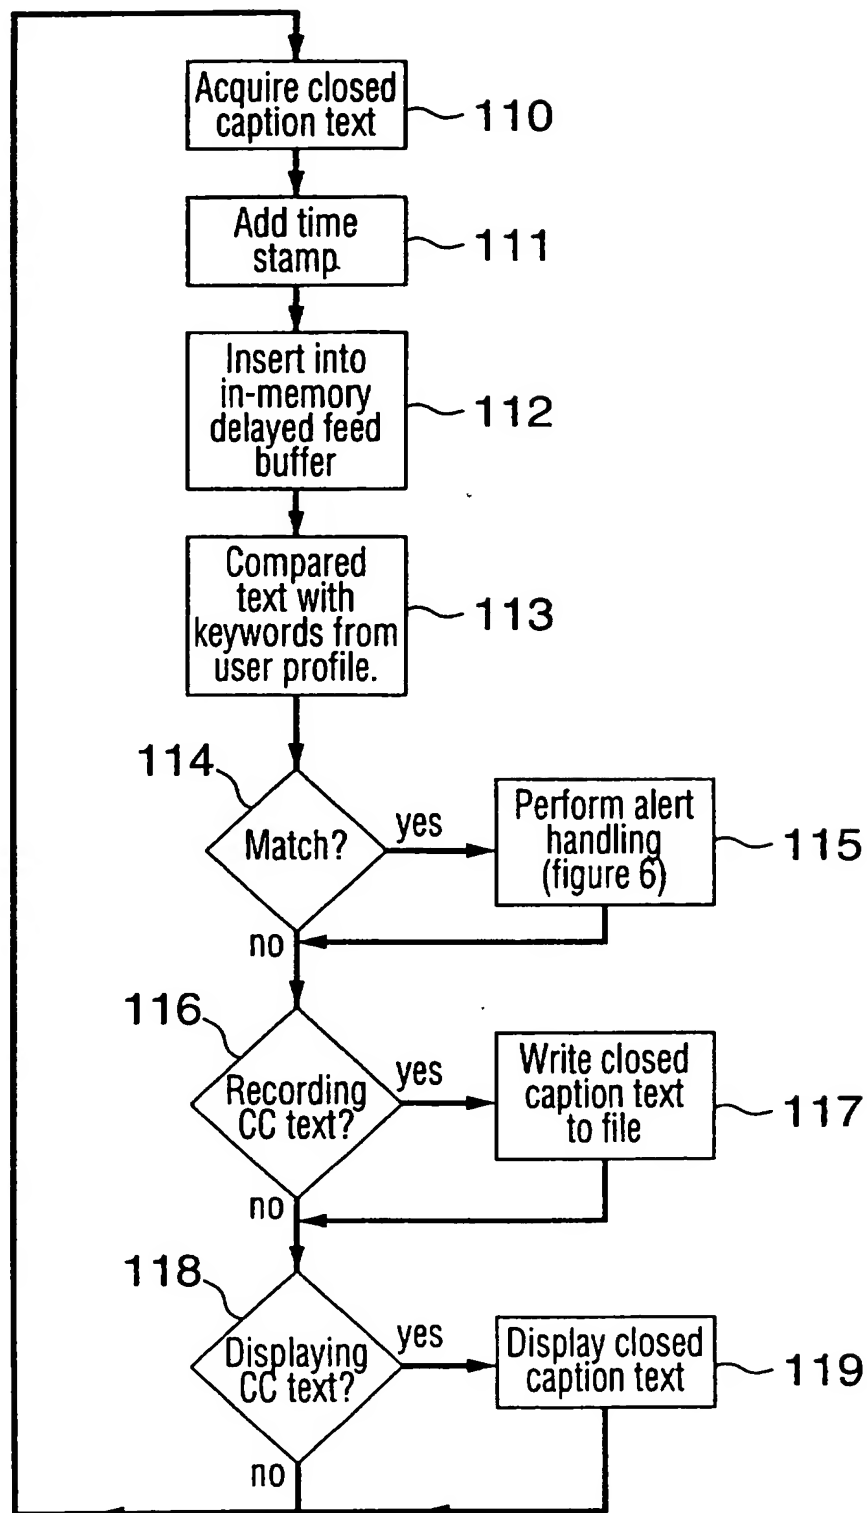 Acquire closed
caption text
110
Add time
stamp.
111
Insert into
in-memory
delayed feed
buffer
112
Compared
text with
keywords from
user profile.
113
114
Match?
yes
no
Perform alert
handling
(figure 6)
115
116
Recording
CC text?
yes
no
Write closed
caption text
to file
117
118
Displaying
CC text?
yes
no
Display closed
caption text
119